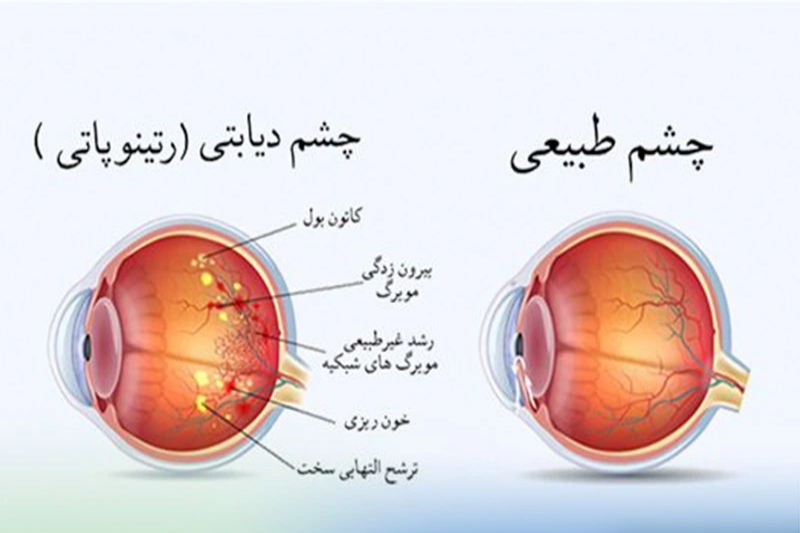 چشم طبیعی
چشم دیابتی (رتینوپاتی)
کانون بول
بیرون زدگی
مویرگ
رشد غیرطبیعی
مویرگ های شبکیه
خون ریزی
ترشح التهابی سخت